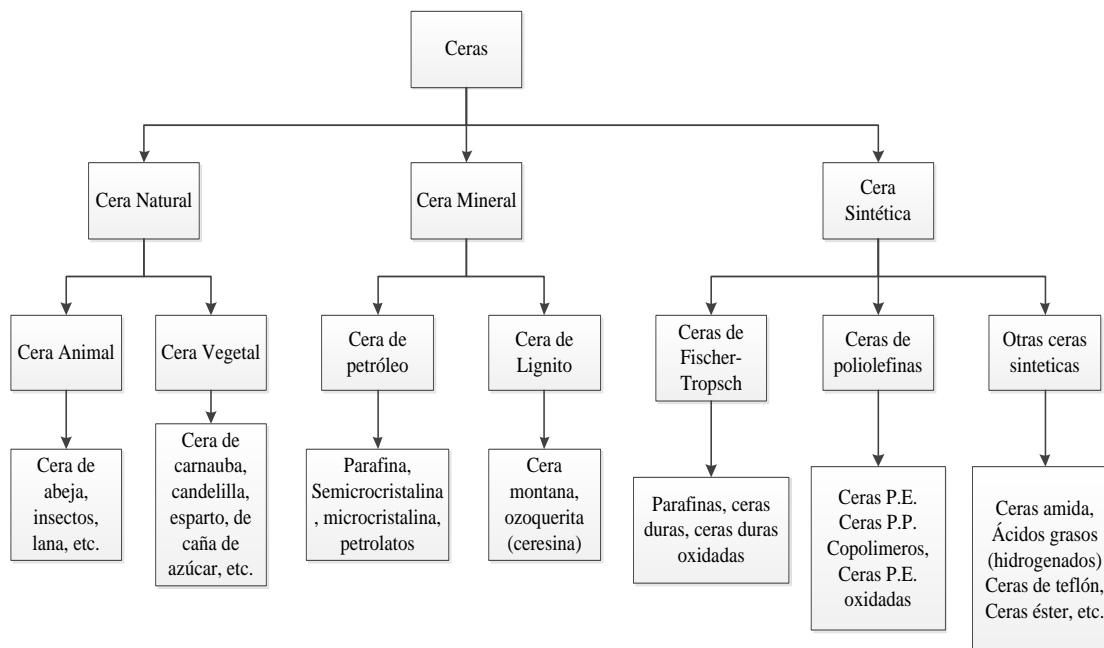 Ceras
Cera Natural
Cera Mineral
Cera
Sintética
Cera Animal
Cera Vegetal
Cera de
petróleo
Cera de
Lignito
Ceras de
Fischer-
Tropsch
Ceras de
poliolefinas
Otras ceras
sinteticas
Cera de
abeja,
insectos,
lana, etc.
Cera de
carnauba,
candelilla,
esparto, de
caña de
azúcar, etc.
Parafina,
Semicrocristalina
, microcristalina,
petrolatos
Cera
montana,
ozoquerita
(ceresina)
Parafinas, ceras
duras, ceras duras
oxidadas
Ceras P.E.
Ceras P.P.
Copolimeros,
Ceras P.E.
oxidadas
Ceras amida,
Ácidos grasos
(hidrogenados)
Ceras de teflón,
Ceras éster, etc.